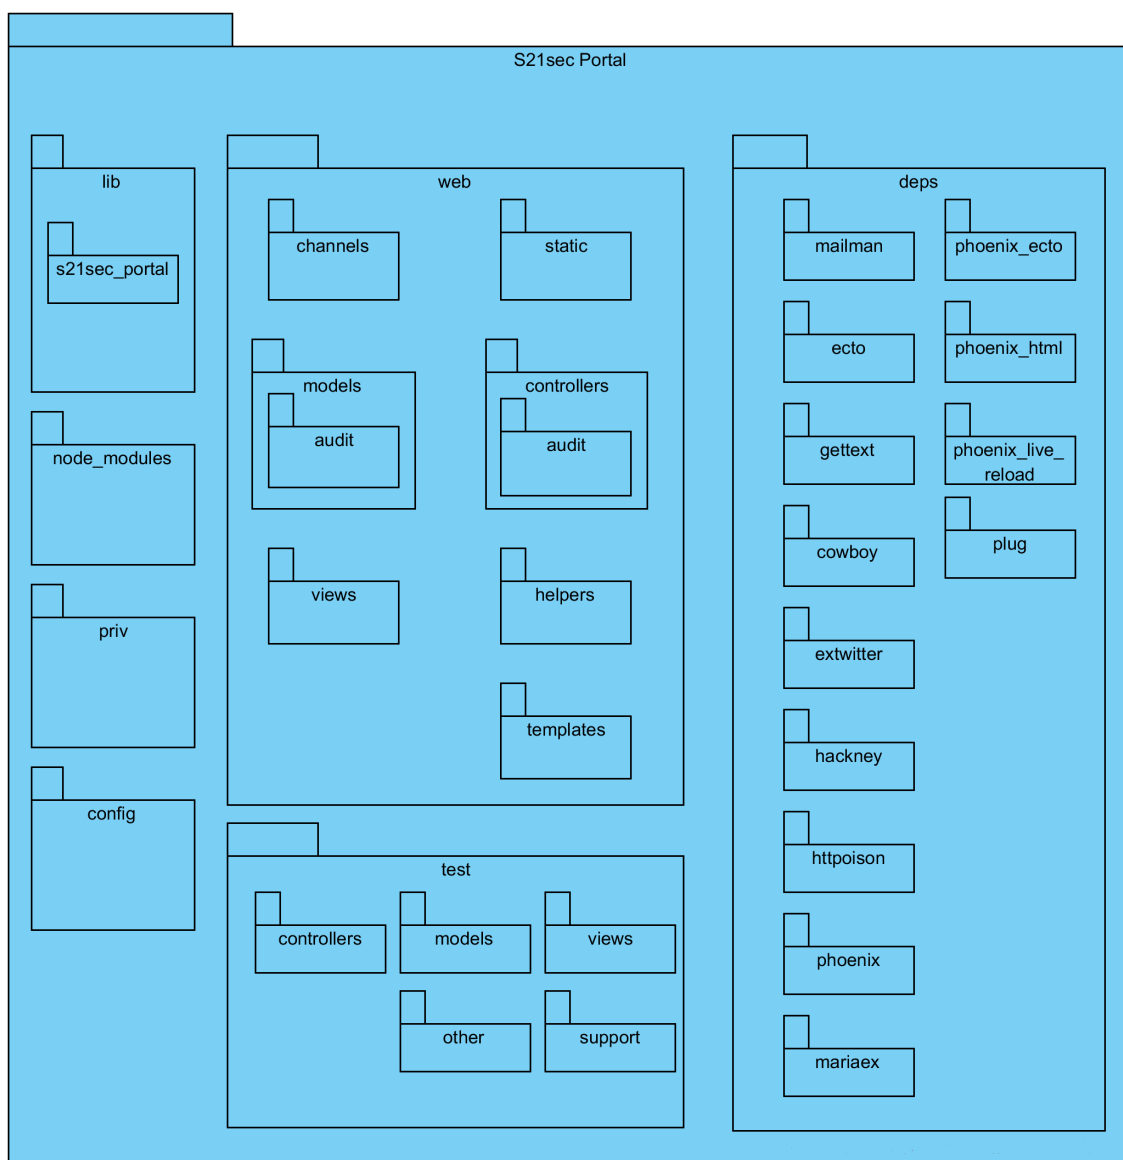 S21sec Portal
lib
s21sec_portal
node_modules
priv
config
web
channels
static
models
audit
controllers
audit
views
helpers
templates
test
controllers
models
views
other
support
deps
mailman
phoenix_ecto
ecto
phoenix_html
gettext
phoenix_live_
reload
cowboy
plug
extwitter
hackney
httpoison
phoenix
mariaex